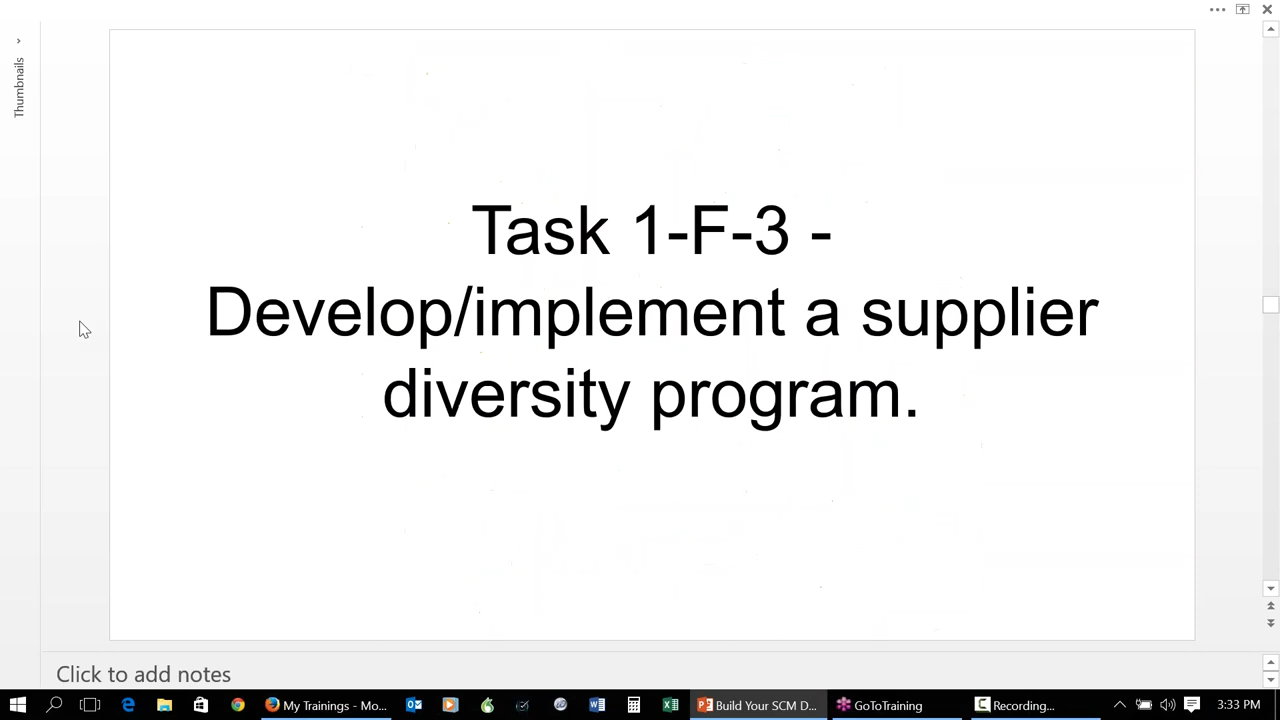 Thumbnails
Task 1-F-3 -
Develop/implement a supplier
diversity program.
Click to add notes
My Trainings - Mo...
Build Your SCM D...
GoToTraining
Recording...
3:33 PM